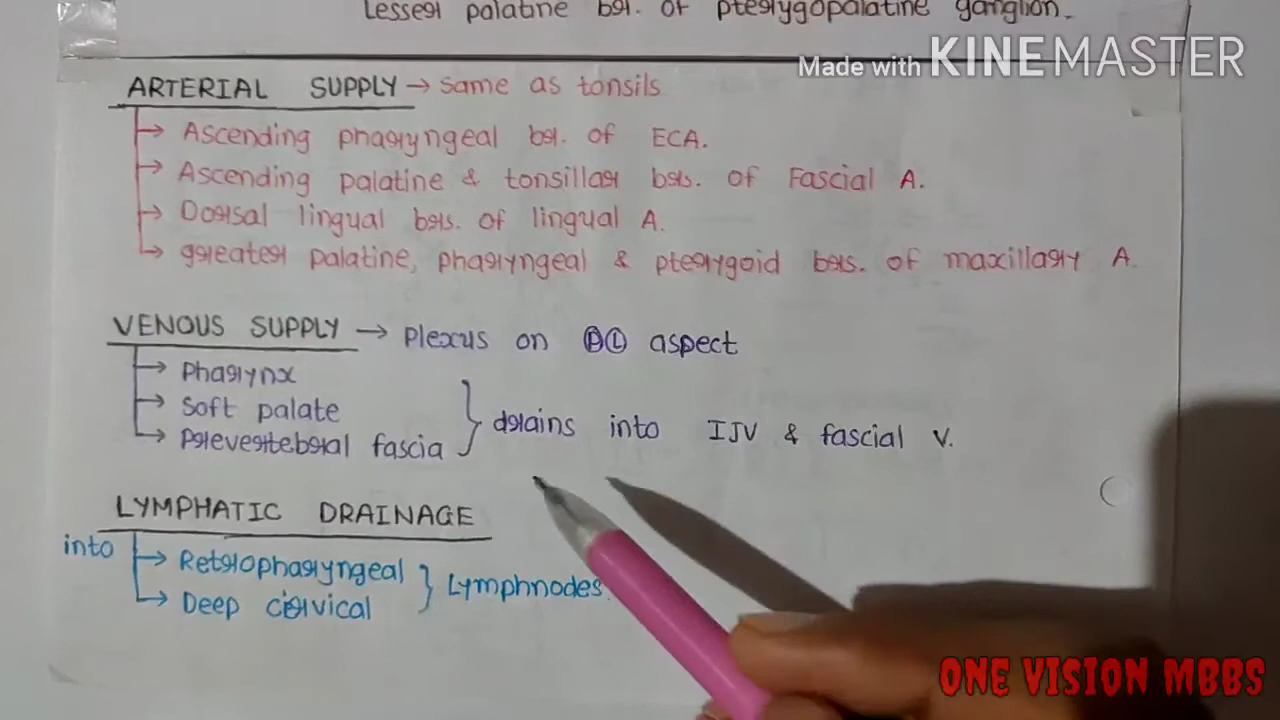 Lesser palatine br. of pterygopalatine ganglion.
Made with KINEMASTER
ARTERIAL SUPPLY → same as tonsils
→ Ascending pharyngeal br. of ECA.
→ Ascending palatine & tonsillar brs. of Fascial A.
→ Dorsal lingual brs. of lingual A.
→ greater palatine, pharyngeal & pterygoid brs. of maxillary A.
VENOUS SUPPLY → Plexus on PL aspect
→ Pharynx
→ Soft palate
→ Prevertebral fascia
} drains into IJV & fascial V.
LYMPHATIC DRAINAGE
into → Retropharyngeal
→ Deep cervical
} Lymphnodes.
ONE VISION MBBS